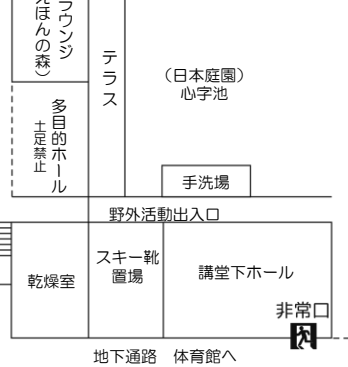 ラウンジ
えほんの森）
テラス
（日本庭園）
心字池
多目的ホール
土足禁止
手洗場
野外活動出入口
スキー靴
置場
乾燥室
講堂下ホール
非常口
地下通路　体育館へ